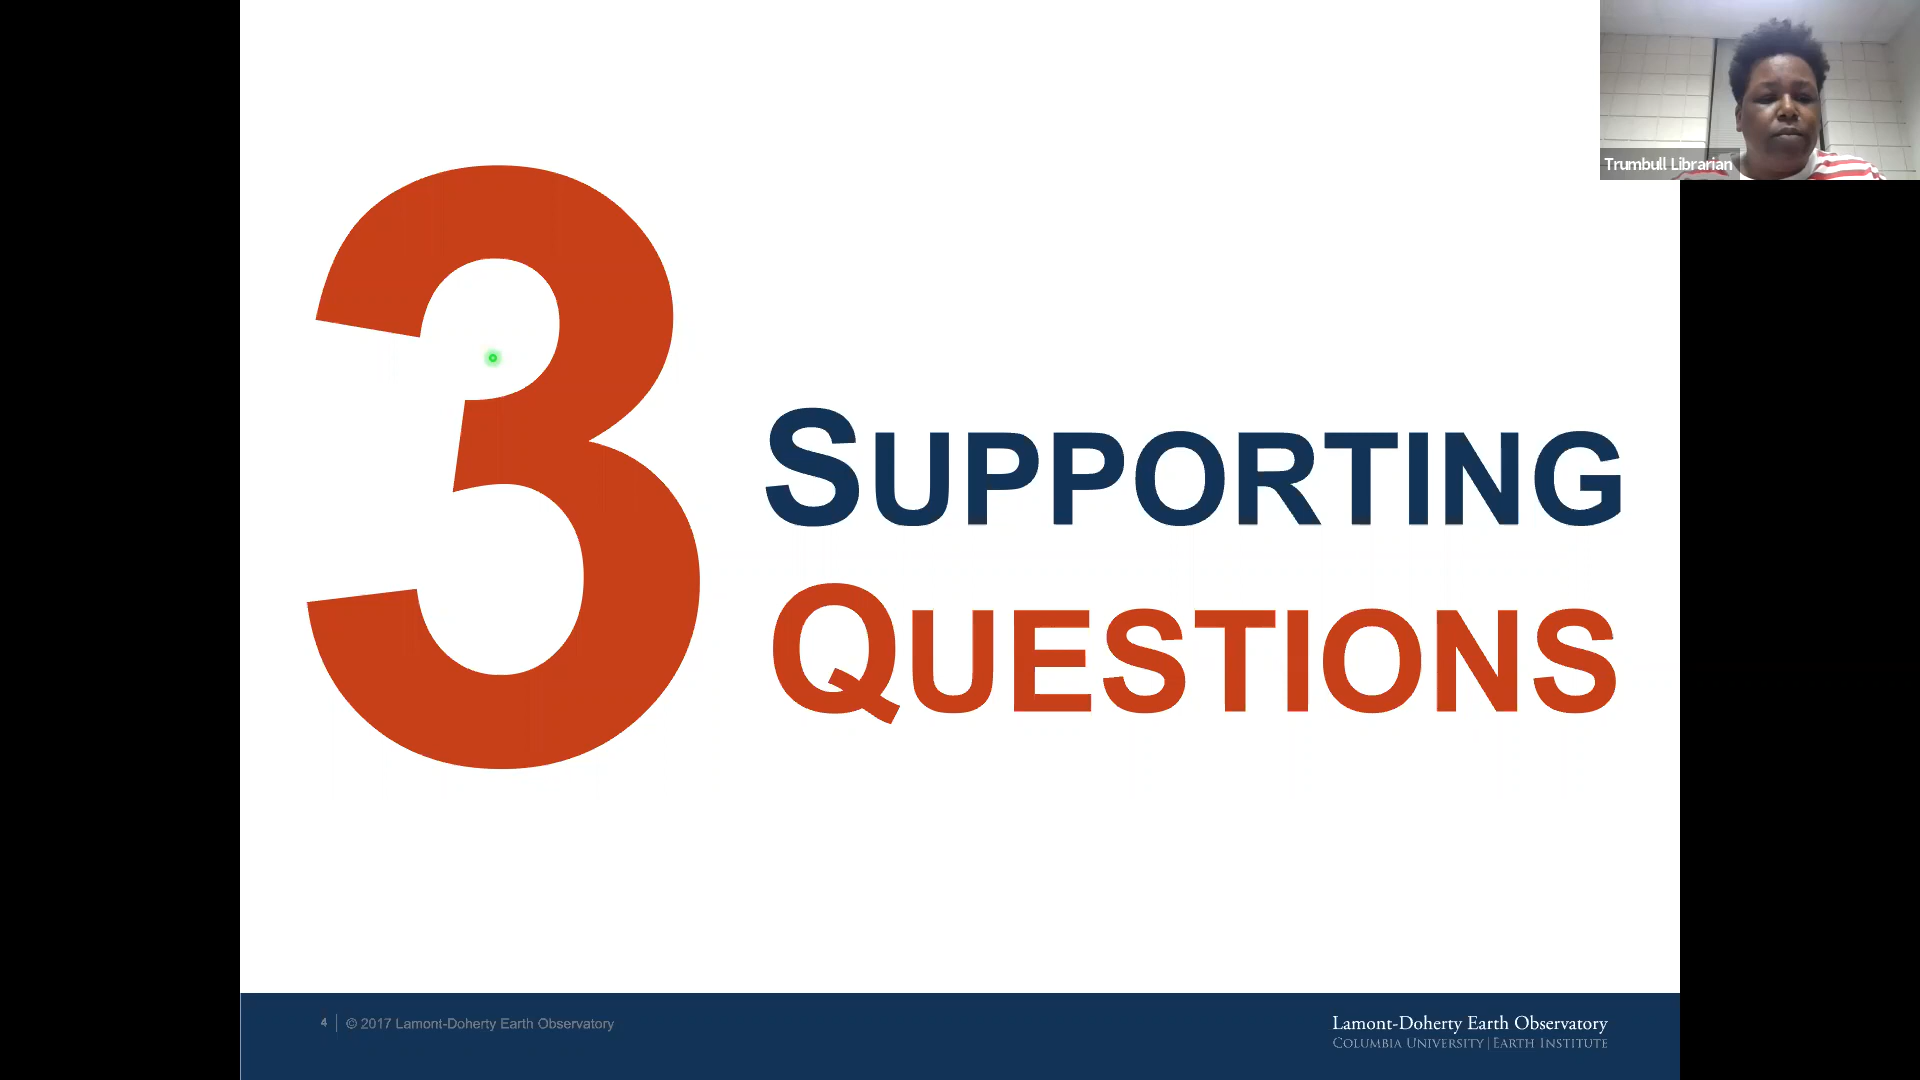 Trumbull Librarian
3
SUPPORTING
QUESTIONS
4 | © 2017 Lamont-Doherty Earth Observatory
Lamont-Doherty Earth Observatory
COLUMBIA UNIVERSITY | EARTH INSTITUTE